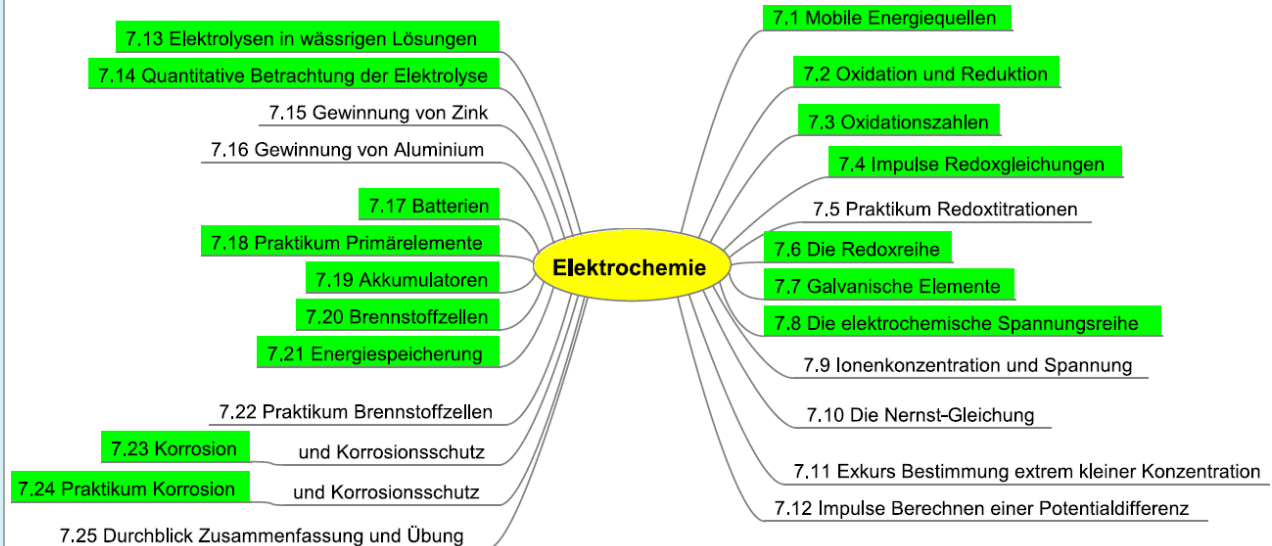 Elektrochemie
7.1 Mobile Energiequellen
7.2 Oxidation und Reduktion
7.3 Oxidationszahlen
7.4 Impulse Redoxgleichungen
7.5 Praktikum Redoxtitrationen
7.6 Die Redoxreihe
7.7 Galvanische Elemente
7.8 Die elektrochemische Spannungsreihe
7.9 Ionenkonzentration und Spannung
7.10 Die Nernst-Gleichung
7.11 Exkurs Bestimmung extrem kleiner Konzentration
7.12 Impulse Berechnen einer Potentialdifferenz
7.13 Elektrolysen in wässrigen Lösungen
7.14 Quantitative Betrachtung der Elektrolyse
7.15 Gewinnung von Zink
7.16 Gewinnung von Aluminium
7.17 Batterien
7.18 Praktikum Primärelemente
7.19 Akkumulatoren
7.20 Brennstoffzellen
7.21 Energiespeicherung
7.22 Praktikum Brennstoffzellen
7.23 Korrosion und Korrosionsschutz
7.24 Praktikum Korrosion und Korrosionsschutz
7.25 Durchblick Zusammenfassung und Übung